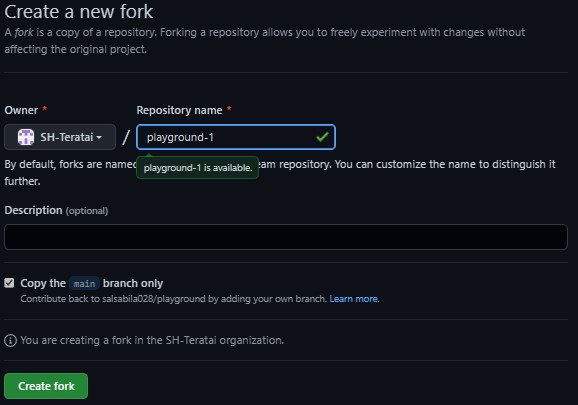 Create a new fork
A fork is a copy of a repository. Forking a repository allows you to freely experiment with changes without
affecting the original project.
Owner *
Repository name *
SH-Teratai
/
playground-1
By default, forks are named eam repository. You can customize the name to distinguish it
playground-1 is available.
further.
Description (optional)
Copy the main branch only
Contribute back to salsabila028/playground by adding your own branch. Learn more.
You are creating a fork in the SH-Teratai organization.
Create fork